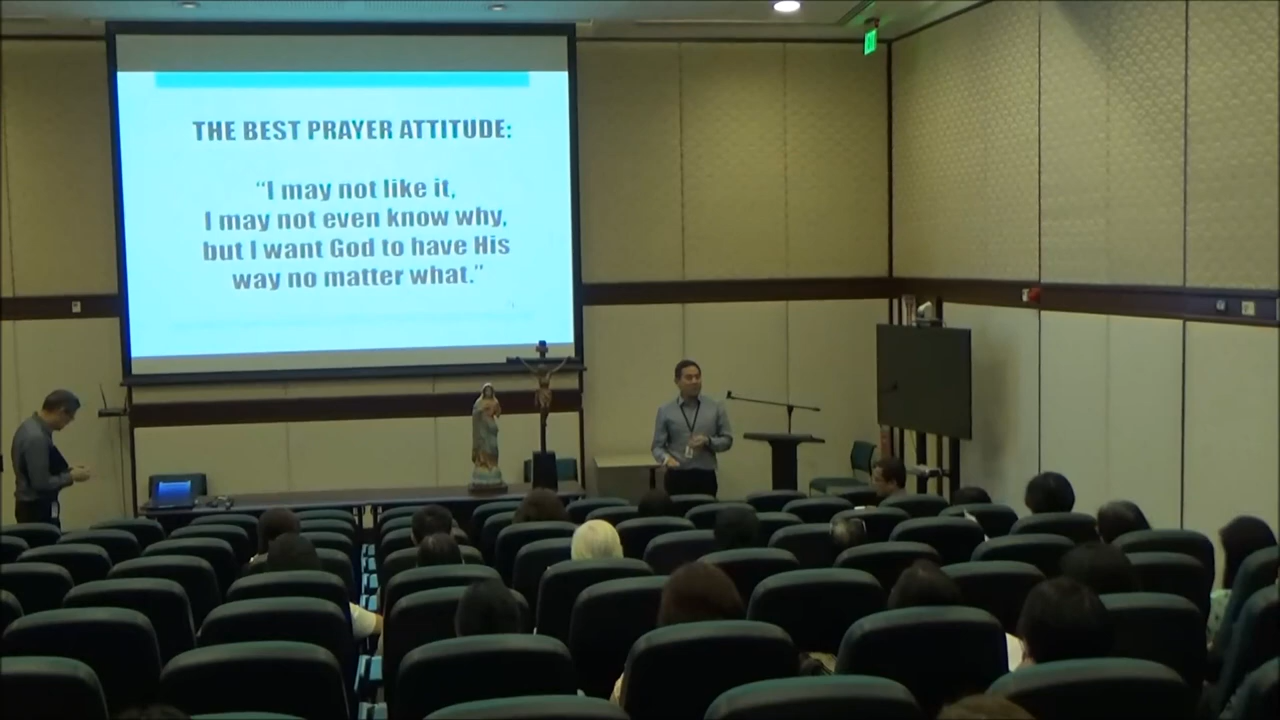 THE BEST PRAYER ATTITUDE:
“I may not like it,
I may not even know why,
but I want God to have His
way no matter what.”
EXIT